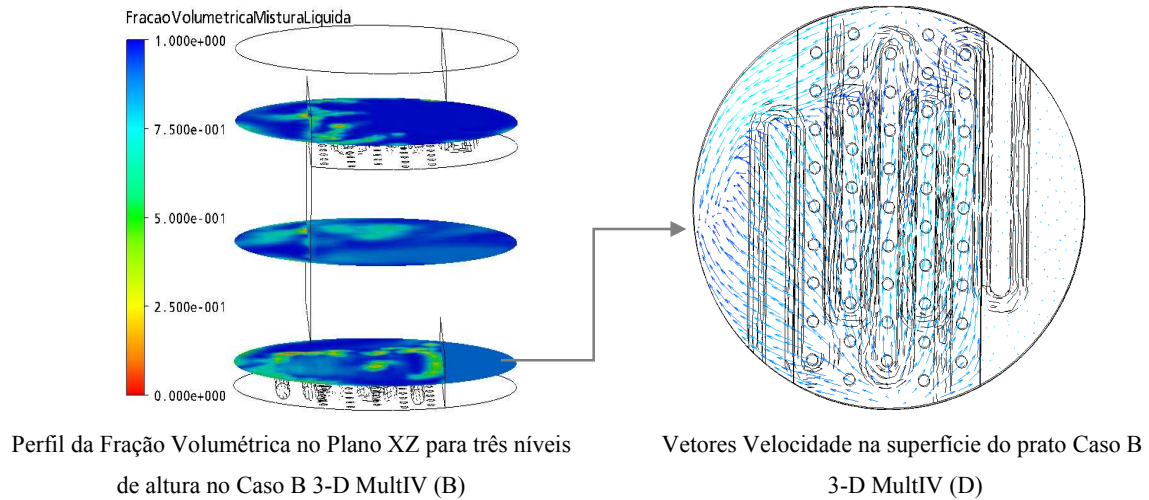 FracaoVolumetricaMisturaLiquida
1.000e+000
7.500e-001
5.000e-001
2.500e-001
0.000e+000
Perfil da Fração Volumétrica no Plano XZ para três níveis
de altura no Caso B 3-D MultIV (B)
Vetores Velocidade na superfície do prato Caso B
3-D MultIV (D)